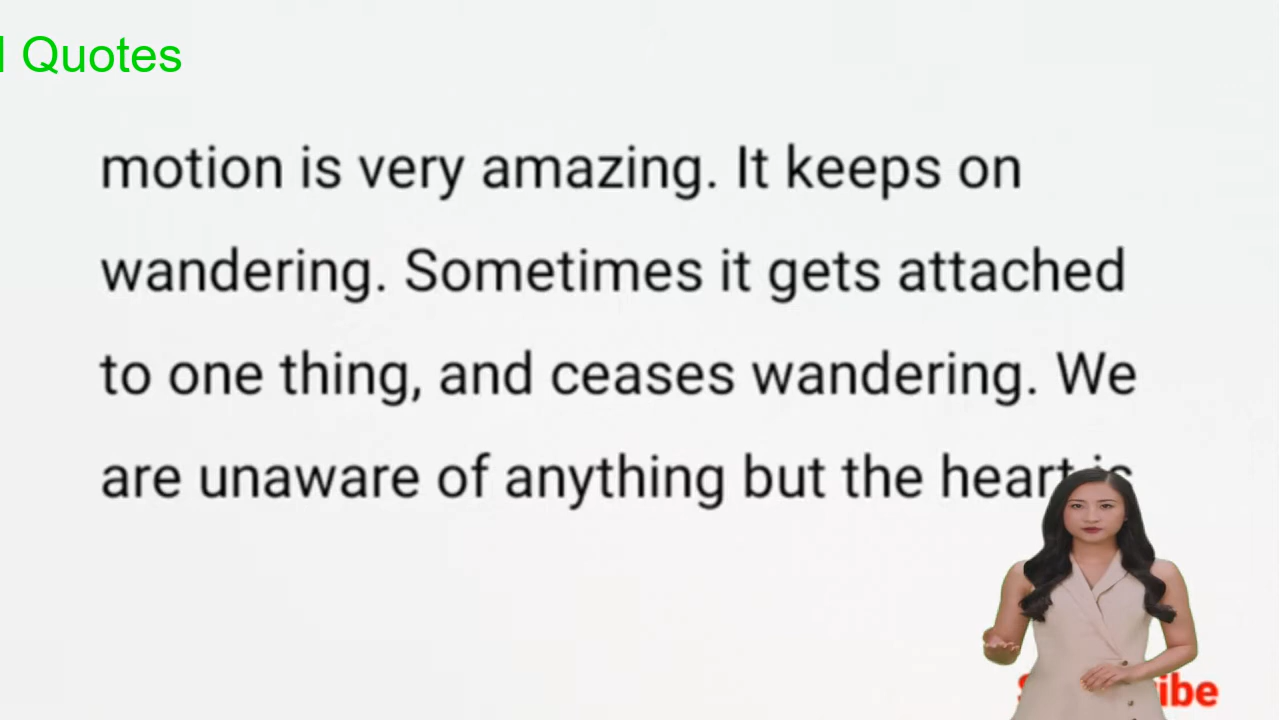 Quotes
motion is very amazing. It keeps on
wandering. Sometimes it gets attached
to one thing, and ceases wandering. We
are unaware of anything but the heart is